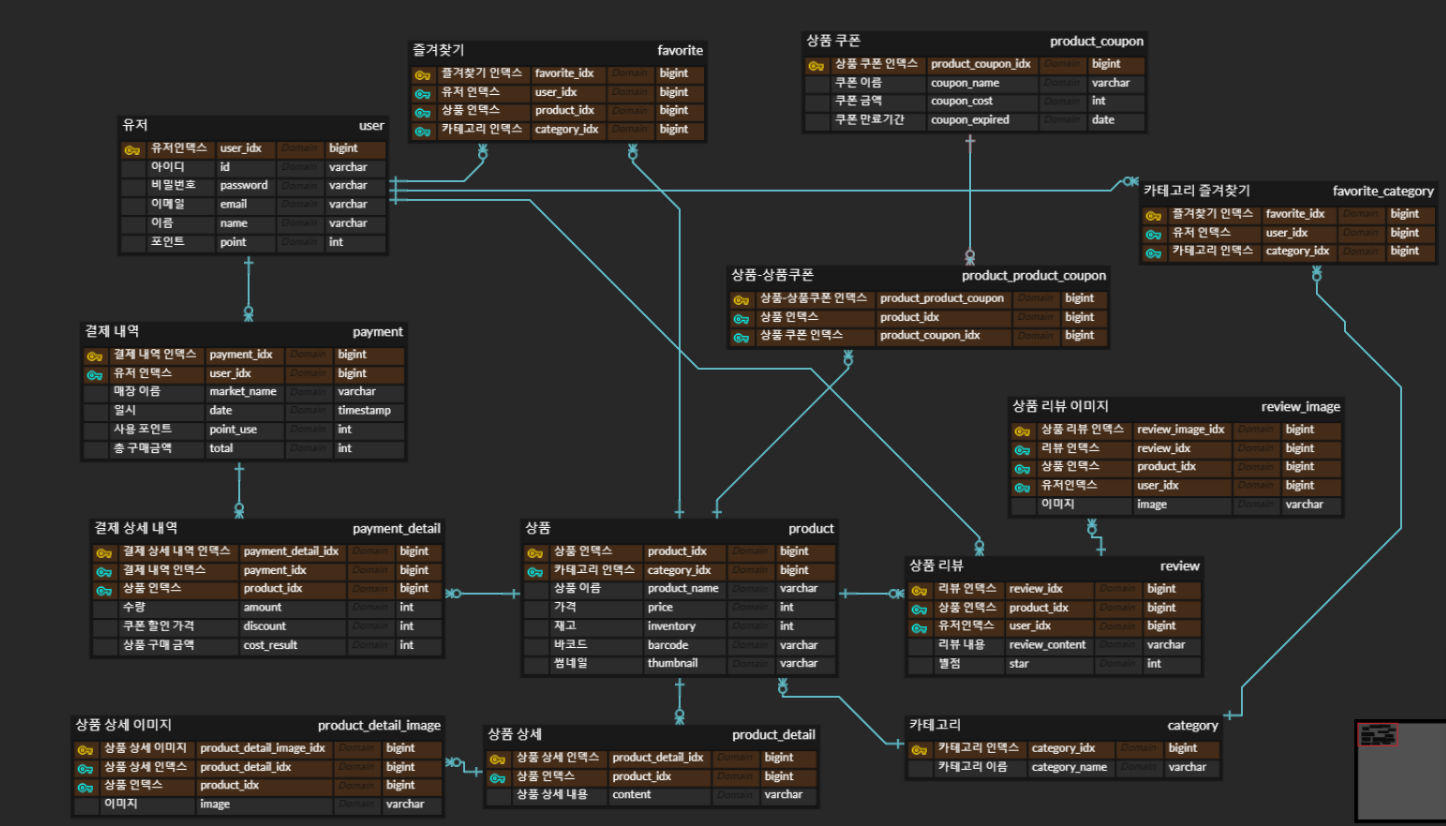 즐겨찾기 favorite
즐겨찾기 인덱스 favorite_idx Domain bigint
유저 인덱스 user_idx Domain bigint
상품 인덱스 product_idx Domain bigint
카테고리 인덱스 category_idx Domain bigint
상품 쿠폰 product_coupon
상품 쿠폰 인덱스 product_coupon_idx Domain bigint
쿠폰 이름 coupon_name Domain varchar
쿠폰 금액 coupon_cost Domain int
쿠폰 만료기간 coupon_expired Domain date
유저 user
유저인덱스 user_idx Domain bigint
아이디 id Domain varchar
비밀번호 password Domain varchar
이메일 email Domain varchar
이름 name Domain varchar
포인트 point Domain int
카테고리 즐겨찾기 favorite_category
즐겨찾기 인덱스 favorite_idx Domain bigint
유저 인덱스 user_idx Domain bigint
카테고리 인덱스 category_idx Domain bigint
상품-상품쿠폰 product_product_coupon
상품-상품쿠폰 인덱스 product_product_coupon Domain bigint
상품 인덱스 product_idx Domain bigint
상품 쿠폰 인덱스 product_coupon_idx Domain bigint
결제 내역 payment
결제 내역 인덱스 payment_idx Domain bigint
유저 인덱스 user_idx Domain bigint
매장 이름 market_name Domain varchar
일시 date Domain timestamp
사용 포인트 point_use Domain int
총 구매금액 total Domain int
상품 리뷰 이미지 review_image
상품 리뷰 인덱스 review_image_idx Domain bigint
리뷰 인덱스 review_idx Domain bigint
상품 인덱스 product_idx Domain bigint
유저인덱스 user_idx Domain bigint
이미지 image Domain varchar
결제 상세 내역 payment_detail
결제 상세 내역 인덱스 payment_detail_idx Domain bigint
결제 내역 인덱스 payment_idx Domain bigint
상품 인덱스 product_idx Domain bigint
수량 amount Domain int
쿠폰 할인 가격 discount Domain int
상품 구매 금액 cost_result Domain int
상품 product
상품 인덱스 product_idx Domain bigint
카테고리 인덱스 category_idx Domain bigint
상품 이름 product_name Domain varchar
가격 price Domain int
재고 inventory Domain int
바코드 barcode Domain varchar
썸네일 thumbnail Domain varchar
상품 리뷰 review
리뷰 인덱스 review_idx Domain bigint
상품 인덱스 product_idx Domain bigint
유저인덱스 user_idx Domain bigint
리뷰 내용 review_content Domain varchar
별점 star Domain int
상품 상세 이미지 product_detail_image
상품 상세 이미지 product_detail_image_idx Domain bigint
상품 상세 인덱스 product_detail_idx Domain bigint
상품 인덱스 product_idx Domain bigint
이미지 image Domain varchar
상품 상세 product_detail
상품 상세 인덱스 product_detail_idx Domain bigint
상품 인덱스 product_idx Domain bigint
상품 상세 내용 content Domain varchar
카테고리 category
카테고리 인덱스 category_idx Domain bigint
카테고리 이름 category_name Domain varchar